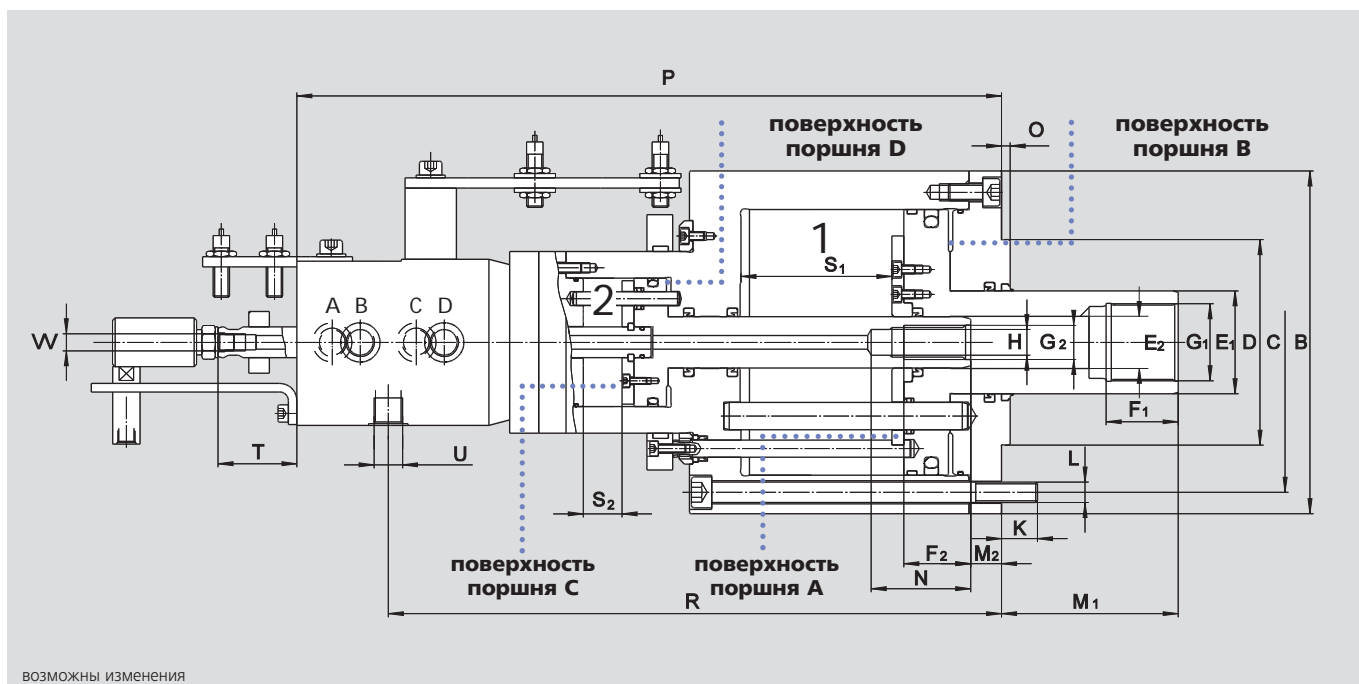 P
поверхность
поршня D
O
поверхность
поршня B
1
S₁
2
A B C D
W
H G₂ E₂ G₁ E₁ D C B
F₁
T U
S₂
L
K
F₂ M₂
N
поверхность
поршня C
поверхность
поршня A
R
M₁
возможны изменения